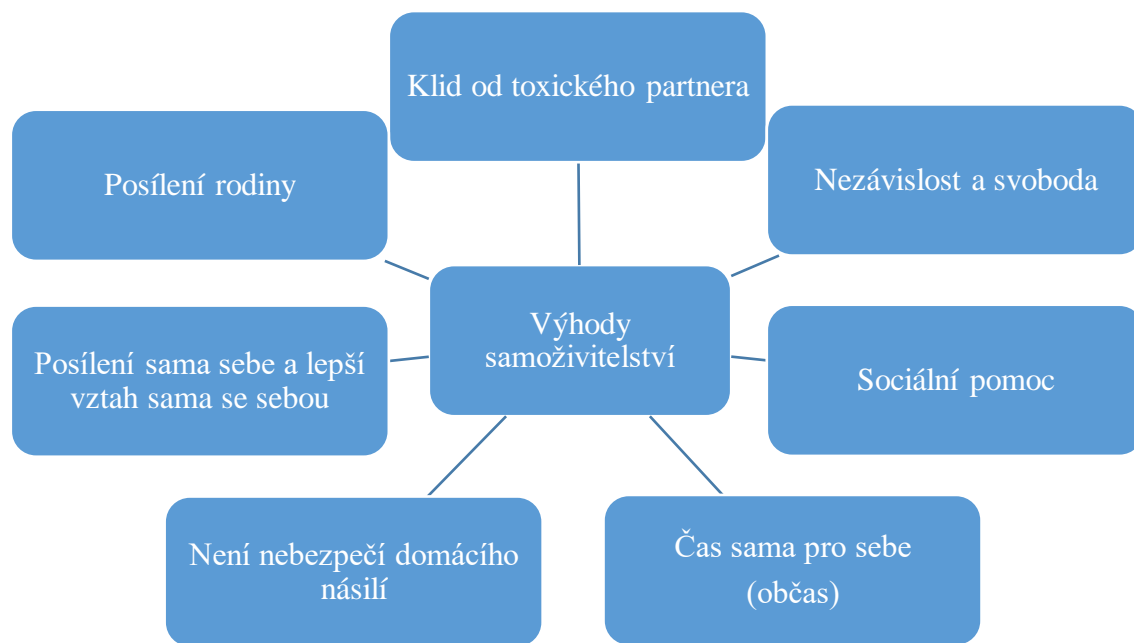 Klid od toxického partnera
Posílení rodiny
Nezávislost a svoboda
Výhody
samoživitelství
Posílení sama sebe a lepší
vztah sama se sebou
Sociální pomoc
Není nebezpečí domácího
násilí
Čas sama pro sebe
(občas)